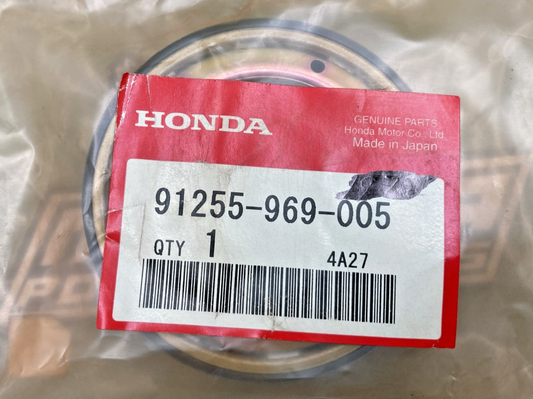 HONDA
GENUINE PARTS
Honda Motor Co., Ltd.
Made in Japan
91255-969-005
QTY 1
4A27